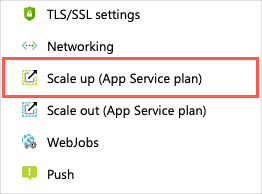 TLS/SSL settings
Networking
Scale up (App Service plan)
Scale out (App Service plan)
WebJobs
Push